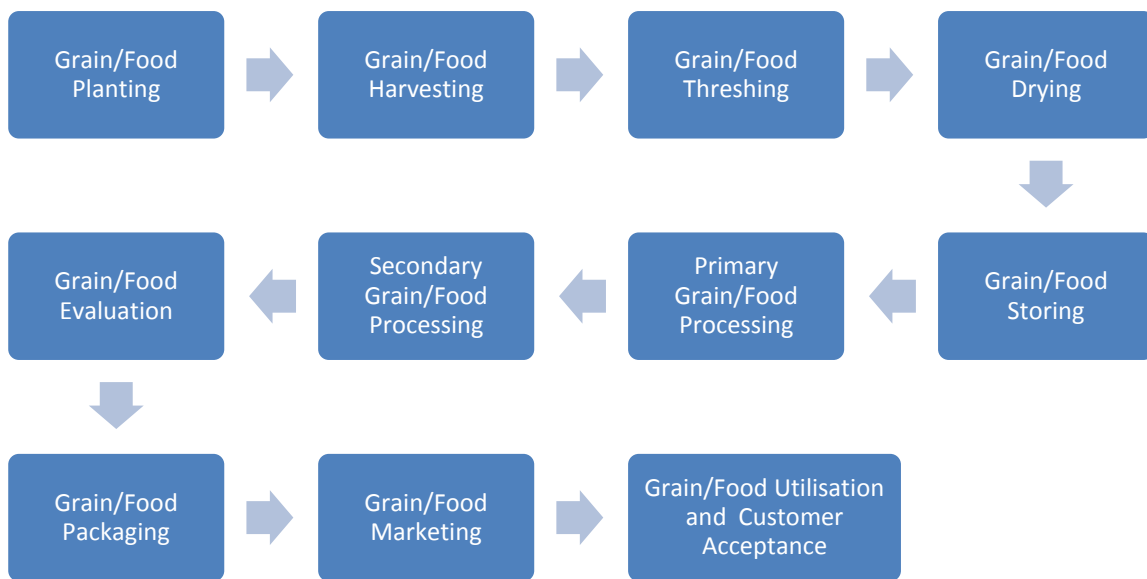 Grain/Food
Planting
Grain/Food
Harvesting
Grain/Food
Threshing
Grain/Food
Drying
Grain/Food
Storing
Primary
Grain/Food
Processing
Secondary
Grain/Food
Processing
Grain/Food
Evaluation
Grain/Food
Packaging
Grain/Food
Marketing
Grain/Food Utilisation
and  Customer
Acceptance